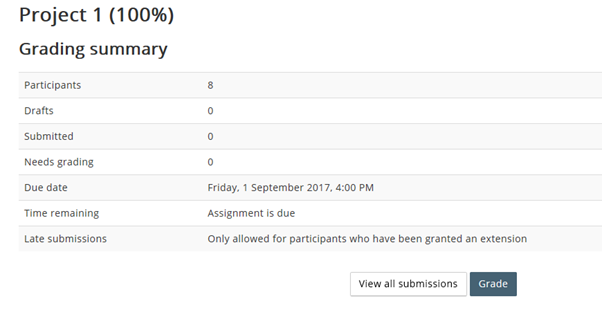 Project 1 (100%)
Grading summary
Participants 8
Drafts 0
Submitted 0
Needs grading 0
Due date Friday, 1 September 2017, 4:00 PM
Time remaining Assignment is due
Late submissions Only allowed for participants who have been granted an extension
View all submissions Grade